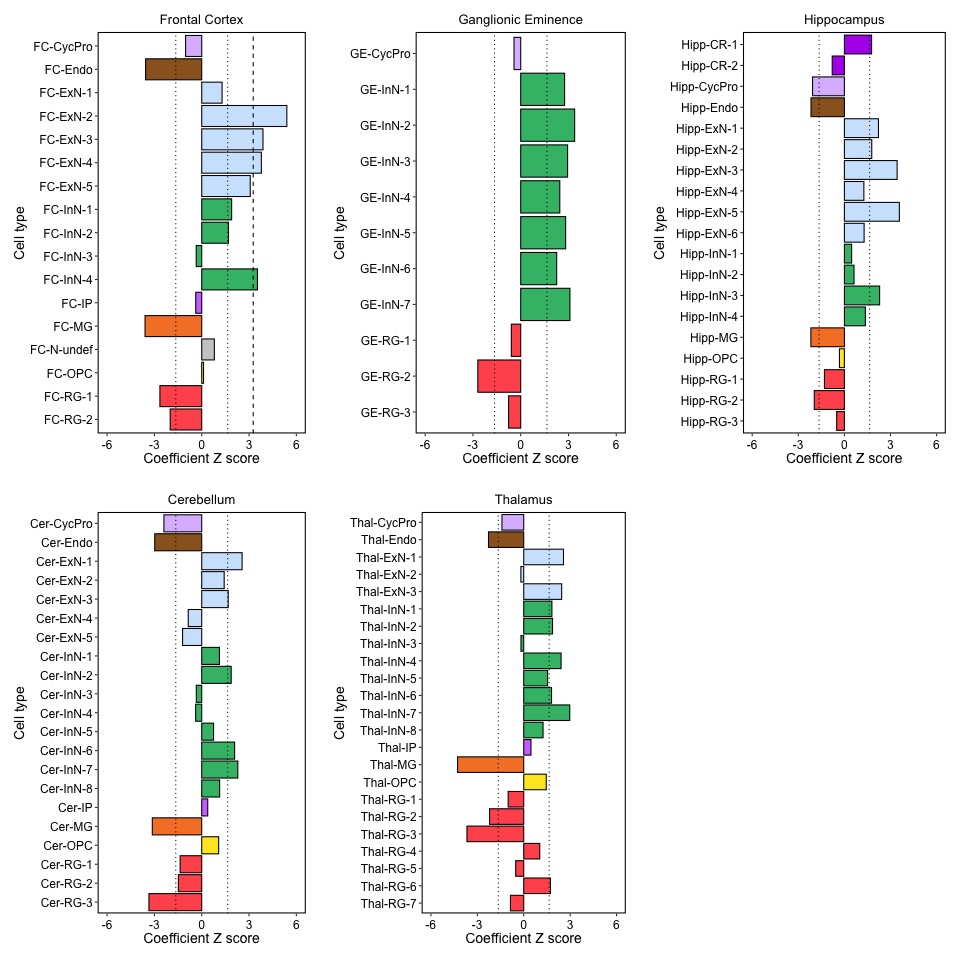 Frontal Cortex
Cell type
FC-CycPro
FC-Endo
FC-ExN-1
FC-ExN-2
FC-ExN-3
FC-ExN-4
FC-ExN-5
FC-InN-1
FC-InN-2
FC-InN-3
FC-InN-4
FC-IP
FC-MG
FC-N-undef
FC-OPC
FC-RG-1
FC-RG-2
-6 -3 0 3 6
Coefficient Z score
Ganglionic Eminence
Cell type
GE-CycPro
GE-InN-1
GE-InN-2
GE-InN-3
GE-InN-4
GE-InN-5
GE-InN-6
GE-InN-7
GE-RG-1
GE-RG-2
GE-RG-3
-6 -3 0 3 6
Coefficient Z score
Hippocampus
Cell type
Hipp-CR-1
Hipp-CR-2
Hipp-CycPro
Hipp-Endo
Hipp-ExN-1
Hipp-ExN-2
Hipp-ExN-3
Hipp-ExN-4
Hipp-ExN-5
Hipp-ExN-6
Hipp-InN-1
Hipp-InN-2
Hipp-InN-3
Hipp-InN-4
Hipp-MG
Hipp-OPC
Hipp-RG-1
Hipp-RG-2
Hipp-RG-3
-6 -3 0 3 6
Coefficient Z score
Cerebellum
Cell type
Cer-CycPro
Cer-Endo
Cer-ExN-1
Cer-ExN-2
Cer-ExN-3
Cer-ExN-4
Cer-ExN-5
Cer-InN-1
Cer-InN-2
Cer-InN-3
Cer-InN-4
Cer-InN-5
Cer-InN-6
Cer-InN-7
Cer-InN-8
Cer-IP
Cer-MG
Cer-OPC
Cer-RG-1
Cer-RG-2
Cer-RG-3
-6 -3 0 3 6
Coefficient Z score
Thalamus
Cell type
Thal-CycPro
Thal-Endo
Thal-ExN-1
Thal-ExN-2
Thal-ExN-3
Thal-InN-1
Thal-InN-2
Thal-InN-3
Thal-InN-4
Thal-InN-5
Thal-InN-6
Thal-InN-7
Thal-InN-8
Thal-IP
Thal-MG
Thal-OPC
Thal-RG-1
Thal-RG-2
Thal-RG-3
Thal-RG-4
Thal-RG-5
Thal-RG-6
Thal-RG-7
-6 -3 0 3 6
Coefficient Z score